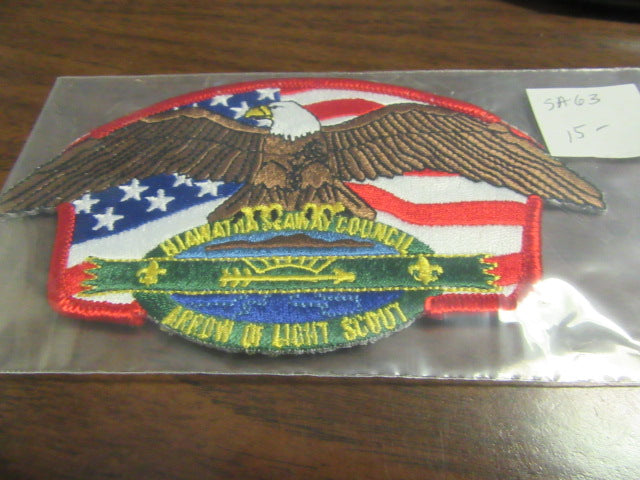 SA63
15-
HIAWATHA SEAWAY COUNCIL
ARROW OF LIGHT SCOUT